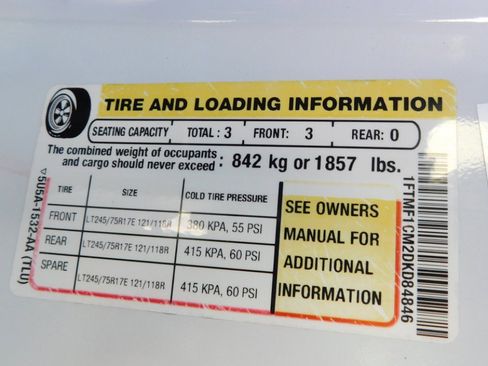 TIRE AND LOADING INFORMATION
SEATING CAPACITY TOTAL : 3 FRONT: 3 REAR: 0
The combined weight of occupants
and cargo should never exceed : 842 kg or 1857 lbs.
TIRE SIZE COLD TIRE PRESSURE
FRONT LT245/75R17E 121/118R 380 KPA, 55 PSI
REAR LT245/75R17E 121/118R 415 KPA, 60 PSI
SPARE LT245/75R17E 121/118R 415 KPA, 60 PSI
SEE OWNERS
MANUAL FOR
ADDITIONAL
INFORMATION
▽505A-1532-AA (TLU)
1FTMF1CM2DKD84846